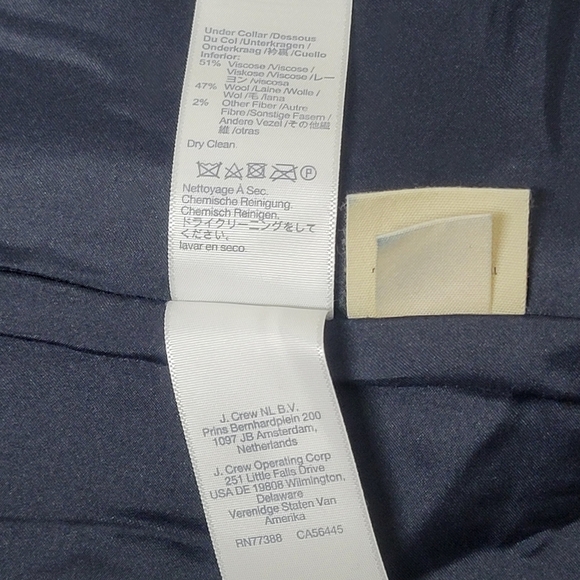 Under Collar /Dessous
Du Col /Unterkragen /
Onderkraag /衿裏 /Cuello
Inferior:
51% Viscose /Viscose /
Viskose /Viscose /レー
ヨン /viscosa
47% Wool /Laine /Wolle /
Wol /毛 /lana
2% Other Fiber /Autre
Fibre /Sonstige Fasern /
Andere Vezel /その他繊
維 /otras
Dry Clean
P
Nettoyage À Sec.
Chemische Reinigung.
Chemisch Reinigen.
ドライクリーニングをして
ください。
lavar en seco.
J. Crew NL B.V.
Prins Bernhardplein 200
1097 JB Amsterdam,
Netherlands
J. Crew Operating Corp
251 Little Falls Drive
USA DE 19808 Wilmington,
Delaware
Verenidge Staten Van
Amerika
RN77388 CA56445